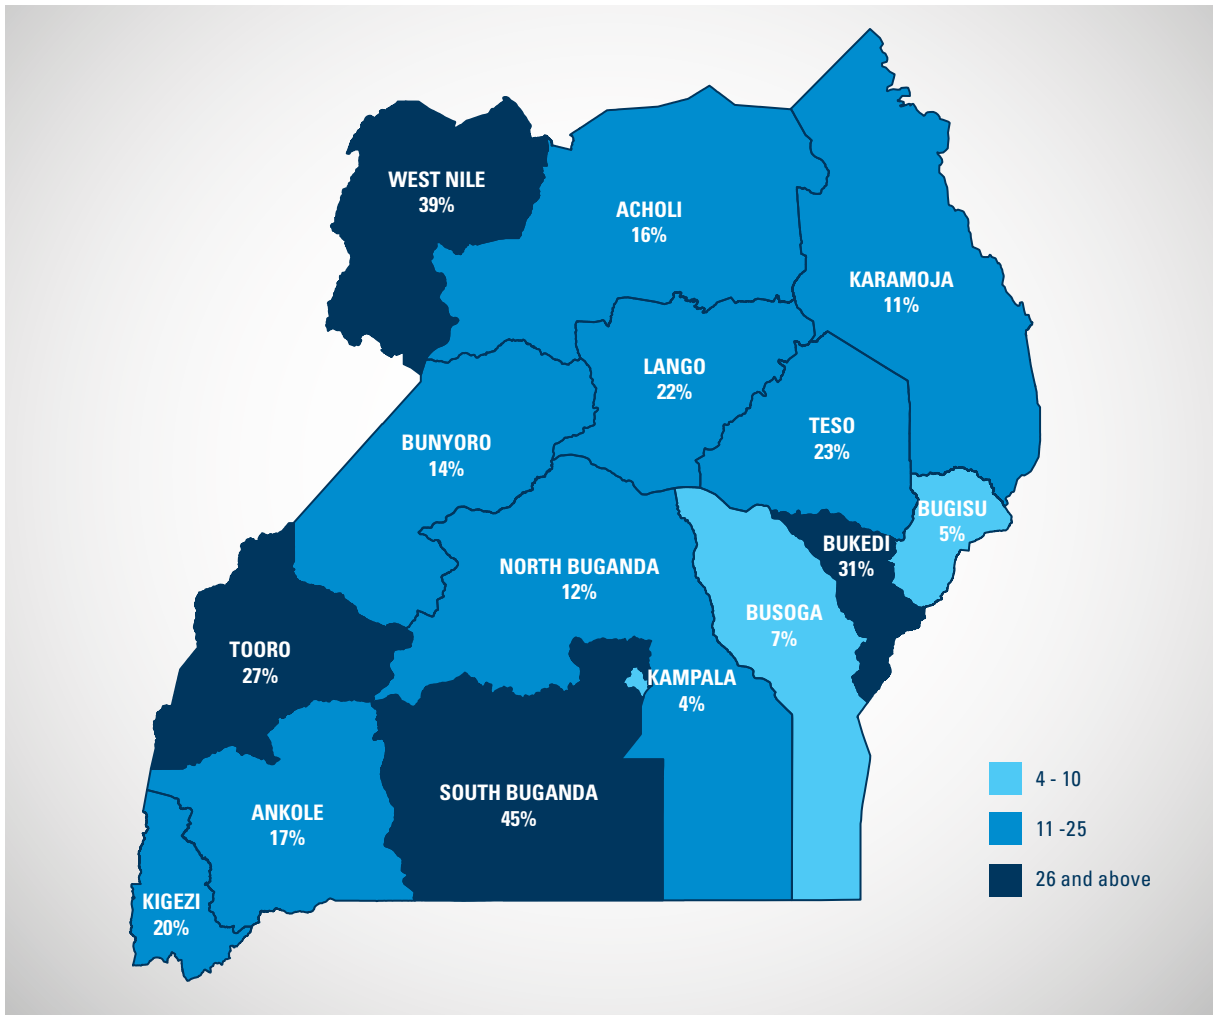 WEST NILE
39%
ACHOLI
16%
KARAMOJA
11%
LANGO
22%
TESO
23%
BUNYORO
14%
BUGISU
5%
BUKEDI
31%
NORTH BUGANDA
12%
BUSOGA
7%
TOORO
27%
KAMPALA
4%
SOUTH BUGANDA
45%
ANKOLE
17%
KIGEZI
20%
4 - 10
11 -25
26 and above